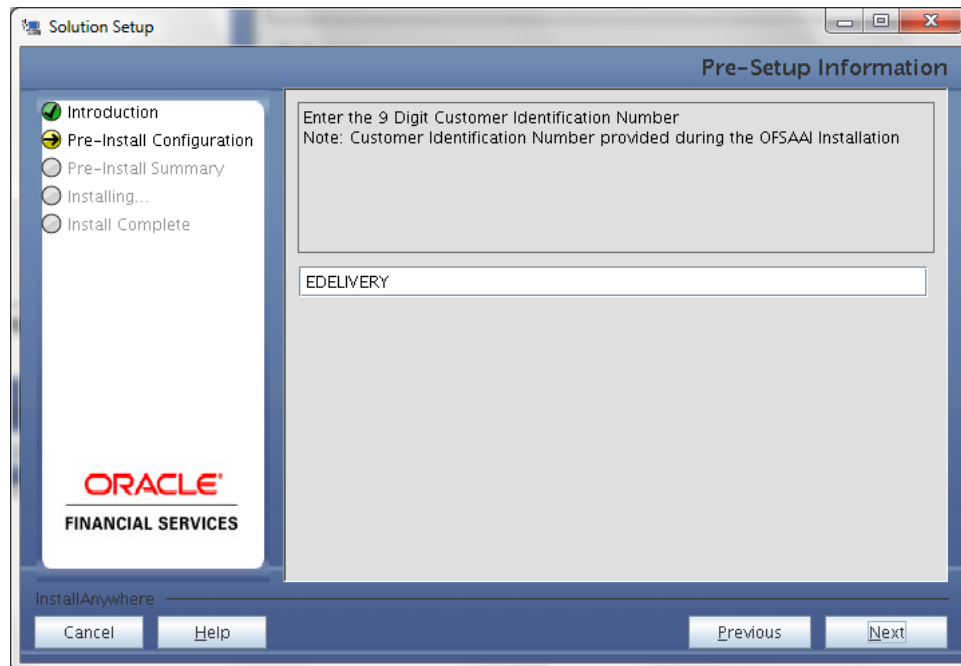 Solution Setup
Pre-Setup Information
Introduction
Pre-Install Configuration
Pre-Install Summary
Installing...
Install Complete
Enter the 9 Digit Customer Identification Number
Note: Customer Identification Number provided during the OFSAAI Installation
EDELIVERY
ORACLE
FINANCIAL SERVICES
InstallAnywhere
Cancel
Help
Previous
Next